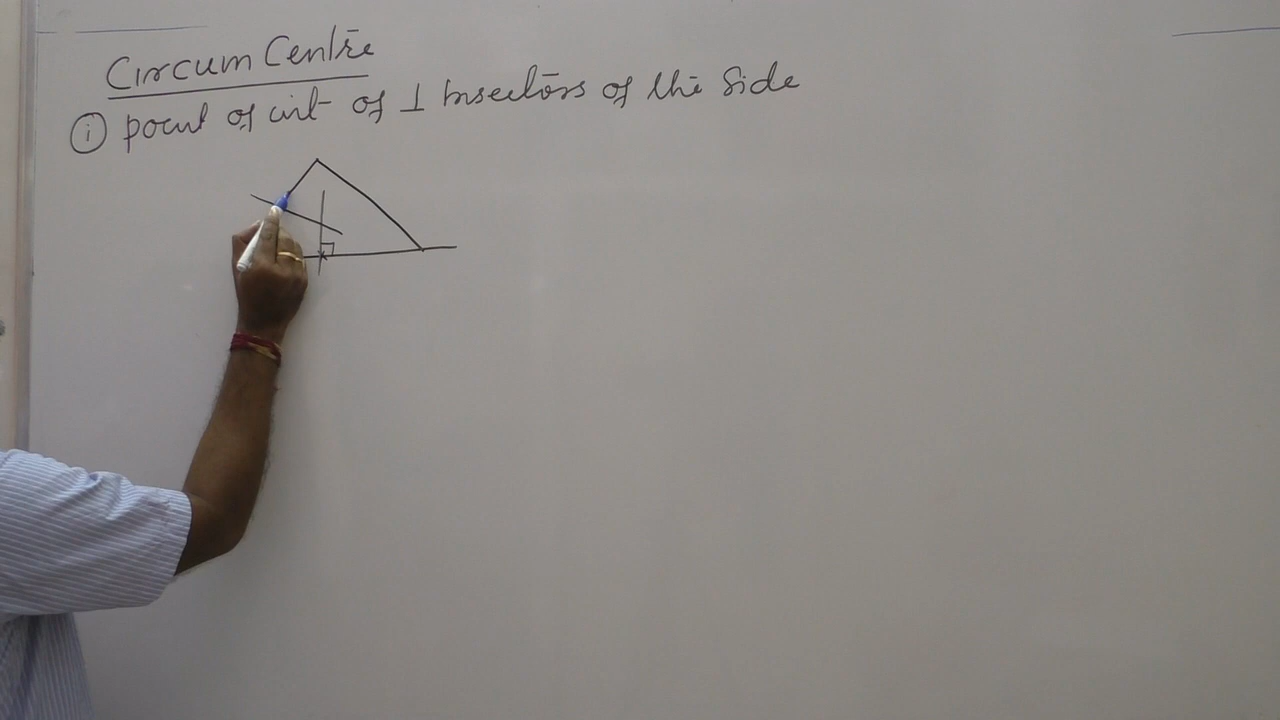 Circum Centre
(i) point of int of ⊥ bisectors of the Side